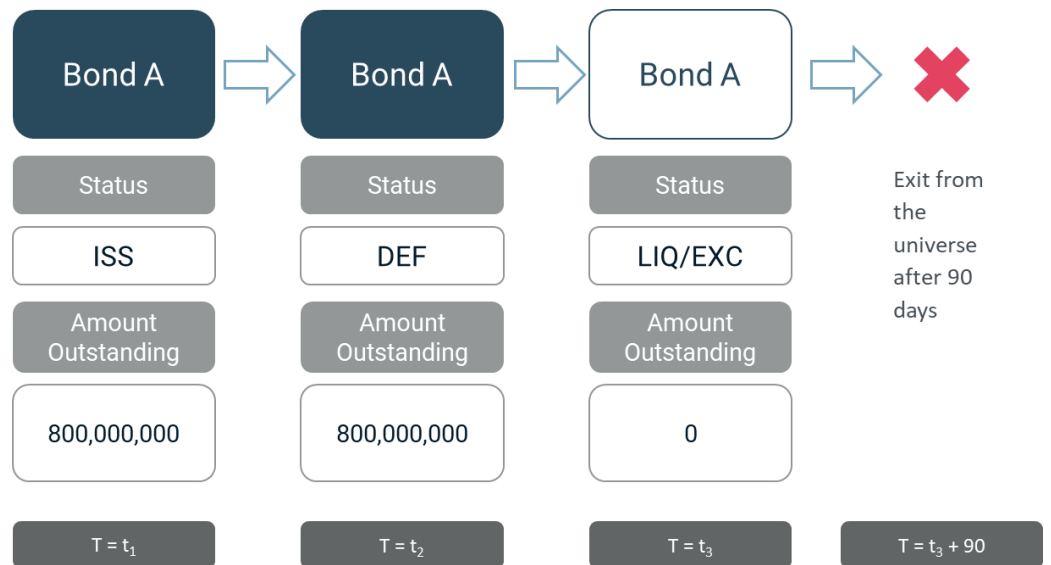 Bond A
Bond A
Bond A
Status
Status
Status
Exit from
the
universe
after 90
days
ISS
DEF
LIQ/EXC
Amount
Outstanding
Amount
Outstanding
Amount
Outstanding
800,000,000
800,000,000
0
T = t₁
T = t₂
T = t₃
T = t₃ + 90